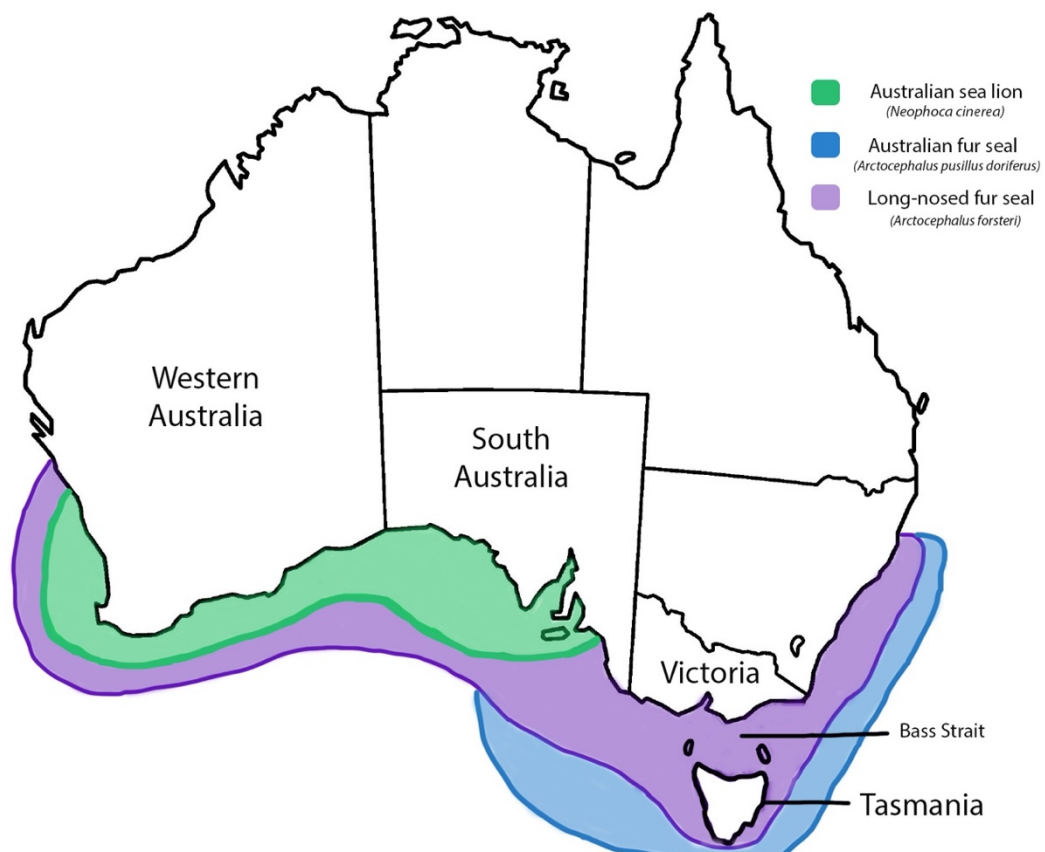 Australian sea lion
(Neophoca cinerea)
Australian fur seal
(Arctocephalus pusillus doriferus)
Long-nosed fur seal
(Arctocephalus forsteri)
Western
Australia
South
Australia
Victoria
Bass Strait
Tasmania